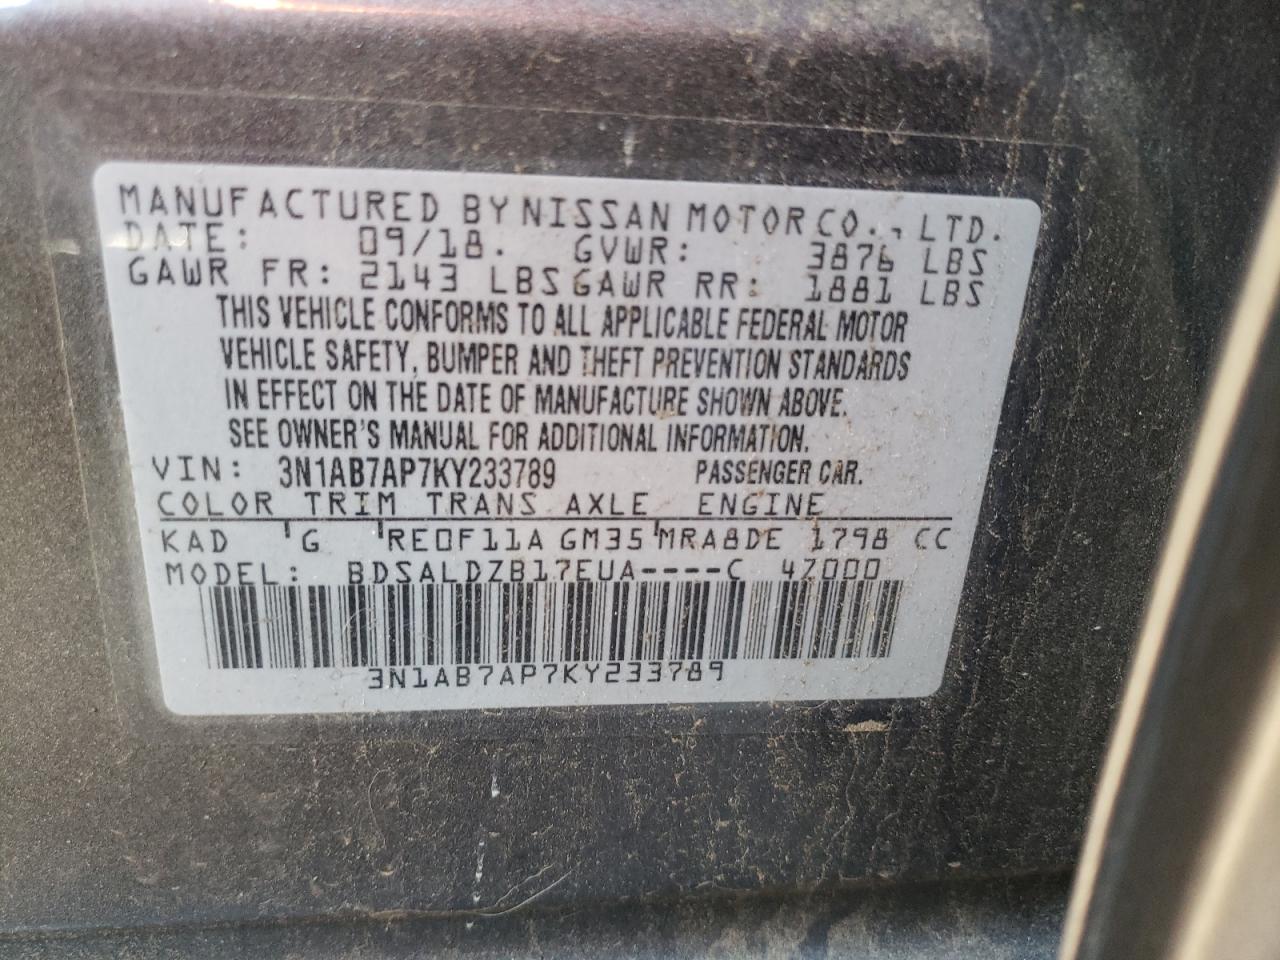 MANUFACTURED BY NISSAN MOTOR CO., LTD.
DATE: 09/18. GVWR: 3876 LBS
GAWR FR: 2143 LBS GAWR RR: 1881 LBS
THIS VEHICLE CONFORMS TO ALL APPLICABLE FEDERAL MOTOR
VEHICLE SAFETY, BUMPER AND THEFT PREVENTION STANDARDS
IN EFFECT ON THE DATE OF MANUFACTURE SHOWN ABOVE.
SEE OWNER'S MANUAL FOR ADDITIONAL INFORMATION.
VIN: 3N1AB7AP7KY233789 PASSENGER CAR.
COLOR TRIM TRANS AXLE ENGINE
KAD G RE0F11A GM35 MRA8DE 1798 CC
MODEL: BDSALDZB17EUA----C 47000
3N1AB7AP7KY233789